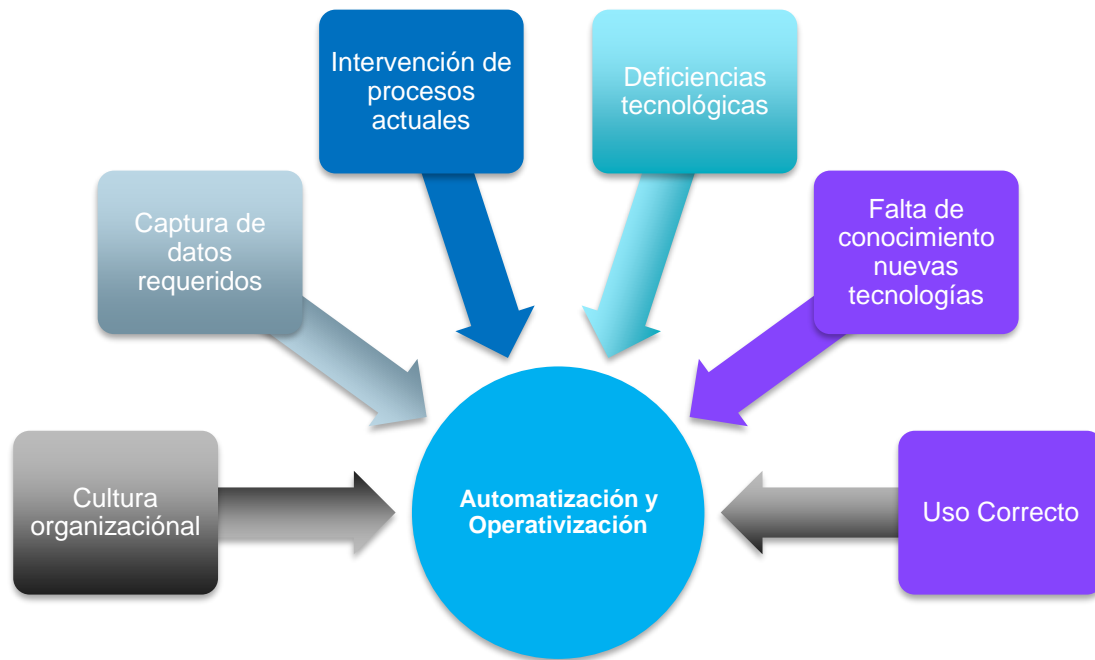 Intervención de
procesos
actuales
Deficiencias
tecnológicas
Captura de
datos
requeridos
Falta de
conocimiento
nuevas
tecnologías
Cultura
organizaciónal
Automatización y
Operativización
Uso Correcto